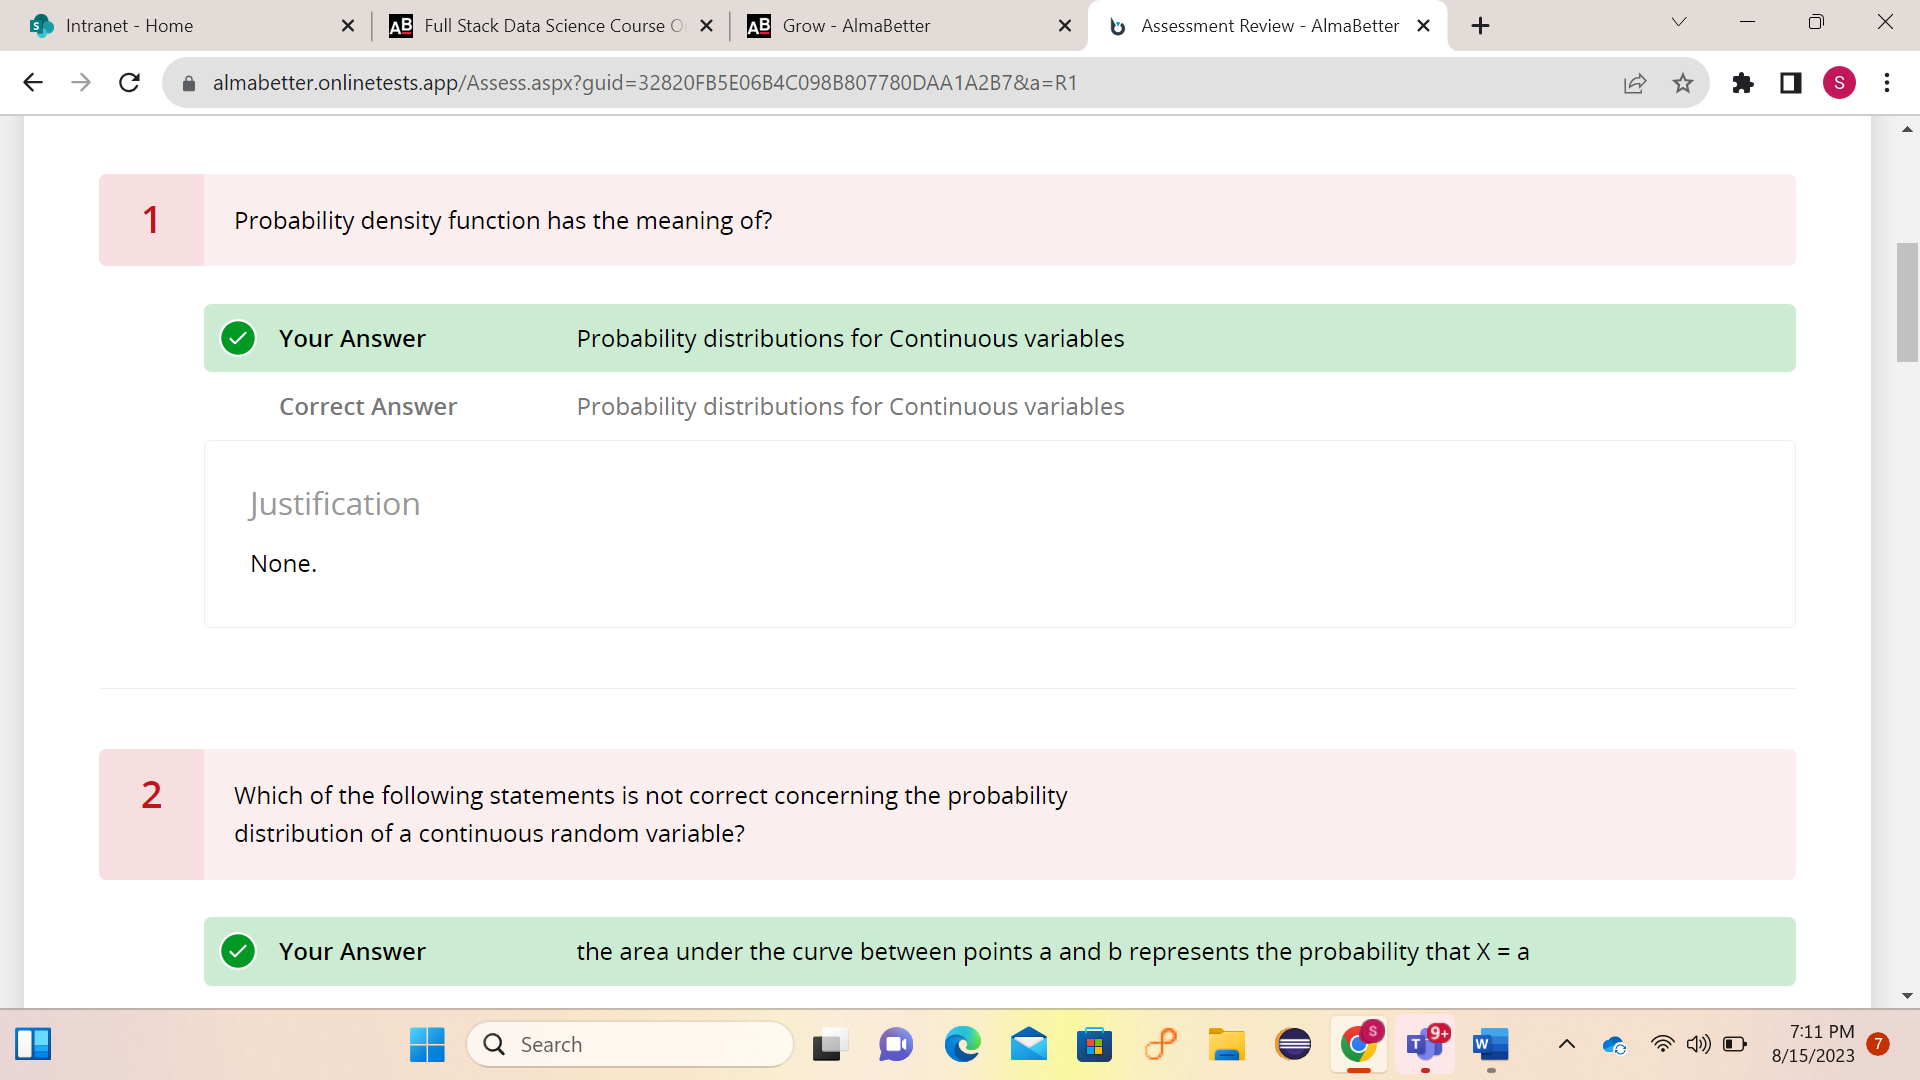 Intranet - Home
AB Full Stack Data Science Course O
AB Grow - AlmaBetter
Assessment Review - AlmaBetter
almabetter.onlinetests.app/Assess.aspx?guid=32820FB5E06B4C098B807780DAA1A2B7&a=R1
S
1
Probability density function has the meaning of?
Your Answer Probability distributions for Continuous variables
Correct Answer Probability distributions for Continuous variables
Justification
None.
2
Which of the following statements is not correct concerning the probability
distribution of a continuous random variable?
Your Answer the area under the curve between points a and b represents the probability that X = a
Search
S
T 9+
W
7:11 PM
8/15/2023
7